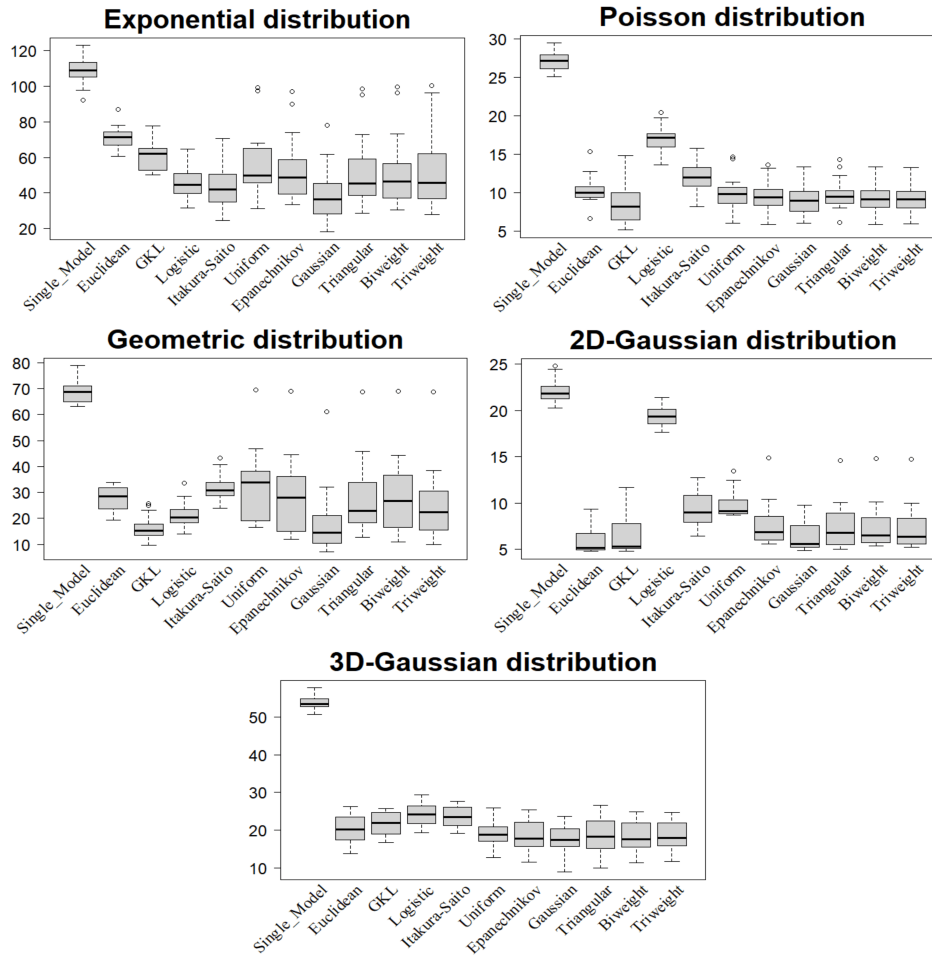 Exponential distribution
120
100
80
60
40
20
Single_Model
Euclidean
GKL
Logistic
Itakura-Saito
Uniform
Epanechnikov
Gaussian
Triangular
Biweight
Triweight
Poisson distribution
30
25
20
15
10
5
Single_Model
Euclidean
GKL
Logistic
Itakura-Saito
Uniform
Epanechnikov
Gaussian
Triangular
Biweight
Triweight
Geometric distribution
80
70
60
50
40
30
20
10
Single_Model
Euclidean
GKL
Logistic
Itakura-Saito
Uniform
Epanechnikov
Gaussian
Triangular
Biweight
Triweight
2D-Gaussian distribution
25
20
15
10
5
Single_Model
Euclidean
GKL
Logistic
Itakura-Saito
Uniform
Epanechnikov
Gaussian
Triangular
Biweight
Triweight
3D-Gaussian distribution
50
40
30
20
10
Single_Model
Euclidean
GKL
Logistic
Itakura-Saito
Uniform
Epanechnikov
Gaussian
Triangular
Biweight
Triweight